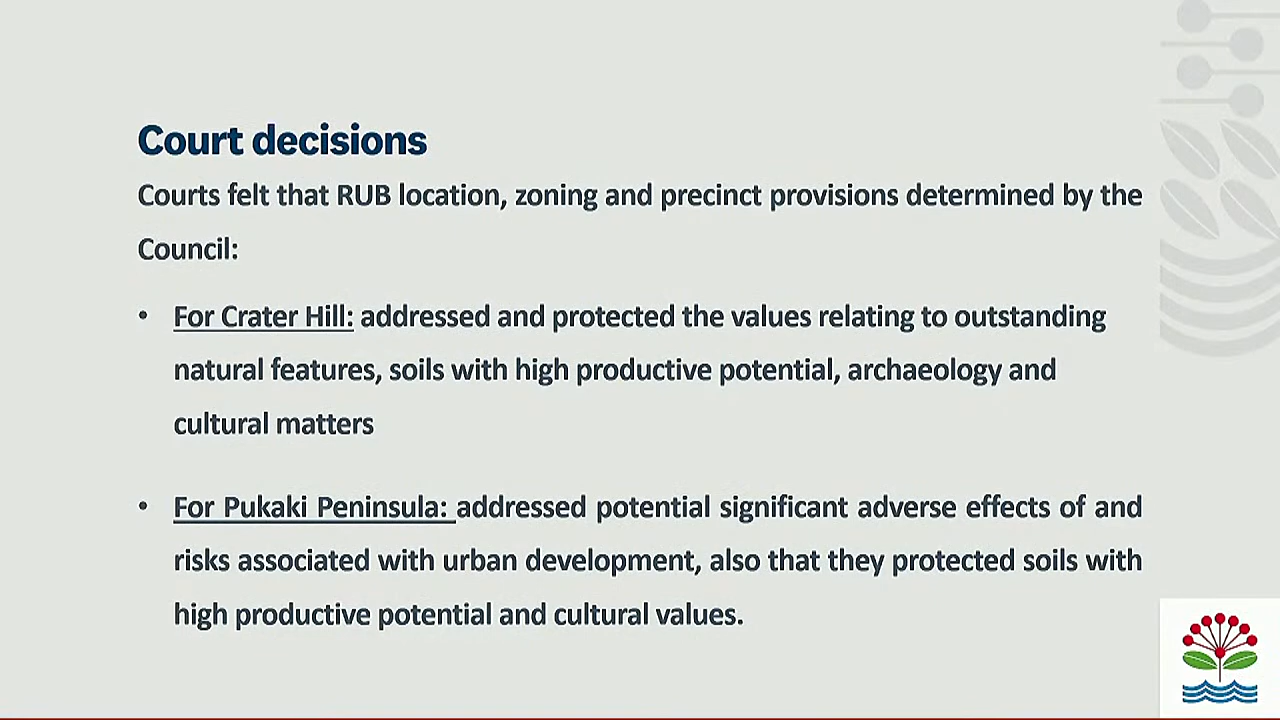 Court decisions
Courts felt that RUB location, zoning and precinct provisions determined by the
Council:
• For Crater Hill: addressed and protected the values relating to outstanding
natural features, soils with high productive potential, archaeology and
cultural matters
• For Pukaki Peninsula: addressed potential significant adverse effects of and
risks associated with urban development, also that they protected soils with
high productive potential and cultural values.